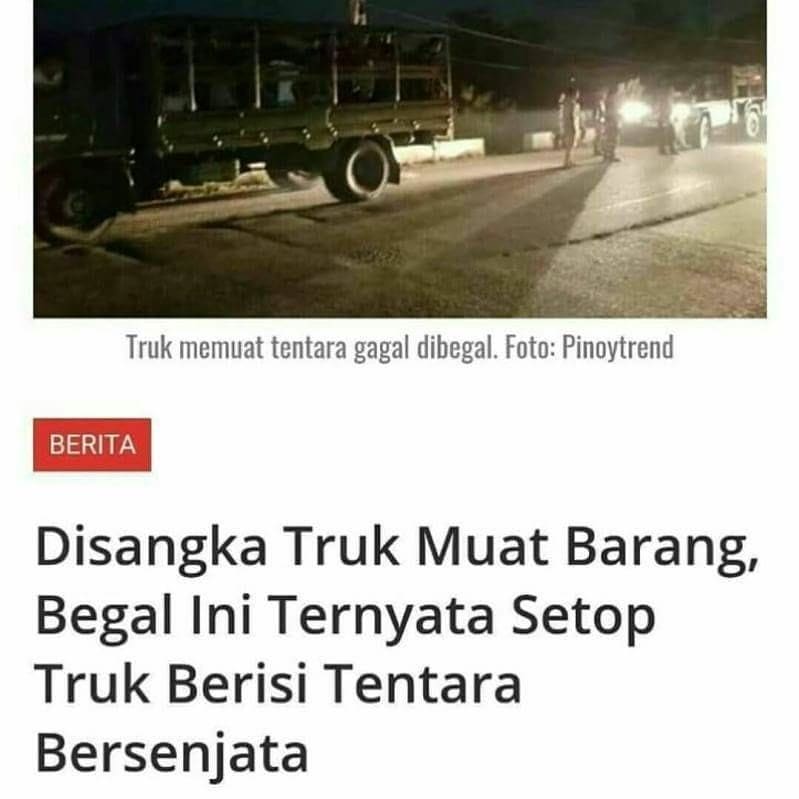 Truk memuat tentara gagal dibegal. Foto: Pinoytrend
BERITA
Disangka Truk Muat Barang,
Begal Ini Ternyata Setop
Truk Berisi Tentara
Bersenjata